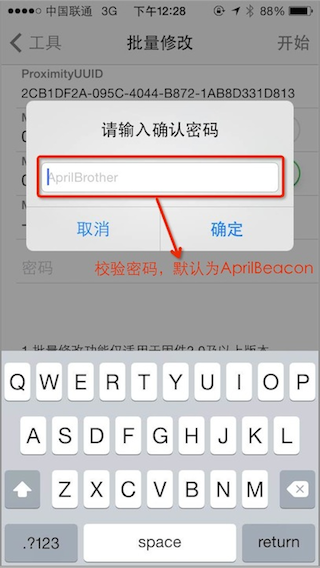 中国联通 3G 下午12:28 88%
工具 批量修改 开始
ProximityUUID
2CB1DF2A-095C-4044-B872-1AB8D331D813
请输入确认密码
AprilBrother
取消 确定
密码
校验密码，默认为AprilBeacon
1.批量修改功能仅适用于固件2.0及以上版本
Q W E R T Y U I O P
A S D F G H J K L
Z X C V B N M
.?123 space return